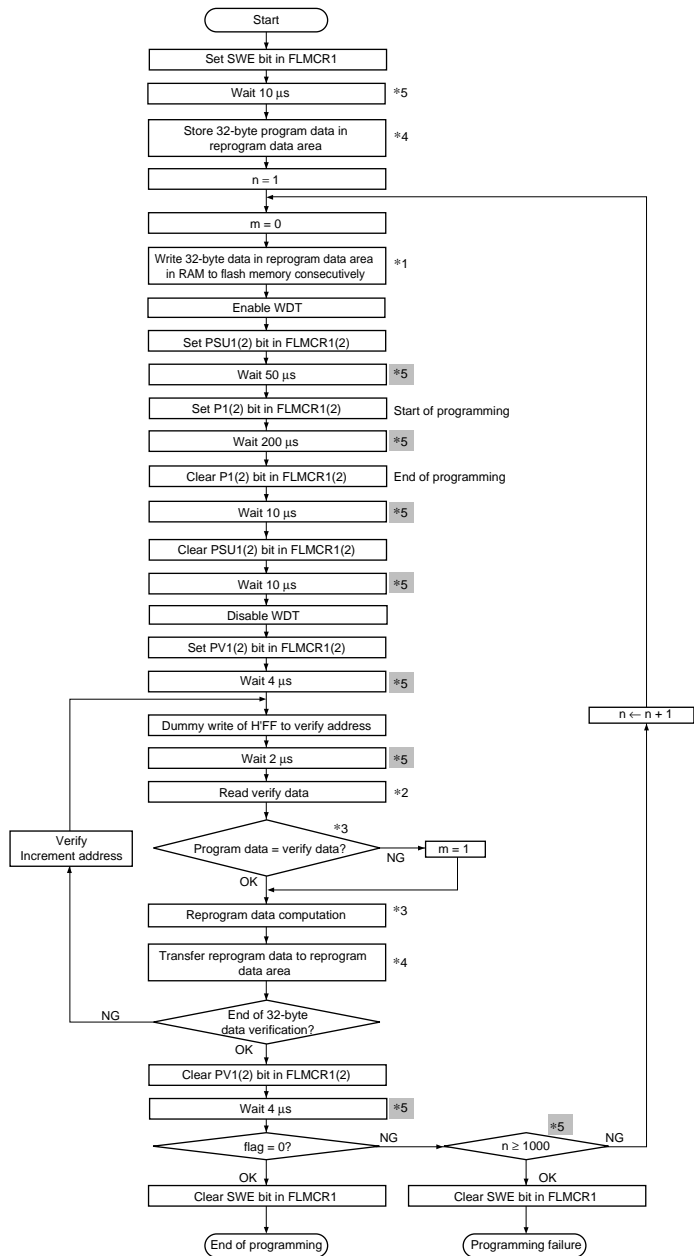 Start
Set SWE bit in FLMCR1
Wait 10 μs
*5
Store 32-byte program data in
reprogram data area
*4
n = 1
m = 0
Write 32-byte data in reprogram data area
in RAM to flash memory consecutively
*1
Enable WDT
Set PSU1(2) bit in FLMCR1(2)
Wait 50 μs
*5
Set P1(2) bit in FLMCR1(2)
Start of programming
Wait 200 μs
*5
Clear P1(2) bit in FLMCR1(2)
End of programming
Wait 10 μs
*5
Clear PSU1(2) bit in FLMCR1(2)
Wait 10 μs
*5
Disable WDT
Set PV1(2) bit in FLMCR1(2)
Wait 4 μs
*5
n ← n + 1
Dummy write of H'FF to verify address
Wait 2 μs
*5
Read verify data
*2
*3
Program data = verify data?
NG
m = 1
OK
Verify
Increment address
Reprogram data computation
*3
Transfer reprogram data to reprogram
data area
*4
End of 32-byte
data verification?
NG
OK
Clear PV1(2) bit in FLMCR1(2)
Wait 4 μs
*5
flag = 0?
NG
*5
n ≥ 1000
NG
OK
OK
Clear SWE bit in FLMCR1
Clear SWE bit in FLMCR1
End of programming
Programming failure